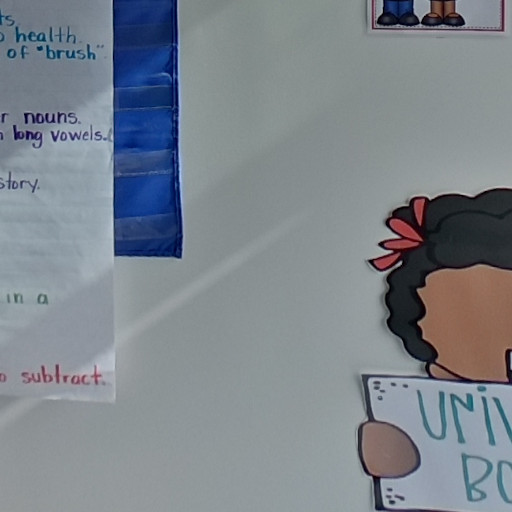 ts
o health.
of "brush"
r nouns.
n long vowels.
story.
in a
o subtract.
UNIV
BO